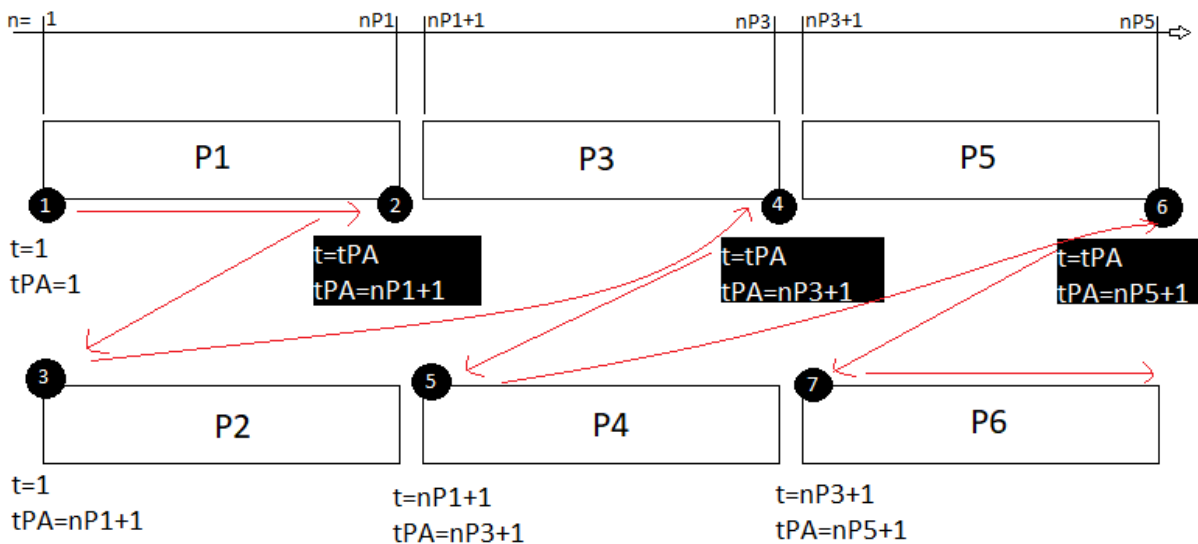 n= 1 nP1 nP1+1 nP3 nP3+1 nP5
P1 P3 P5
1 2 4 6
t=1
tPA=1
t=tPA
tPA=nP1+1
t=tPA
tPA=nP3+1
t=tPA
tPA=nP5+1
3 5 7
P2 P4 P6
t=1
tPA=nP1+1
t=nP1+1
tPA=nP3+1
t=nP3+1
tPA=nP5+1